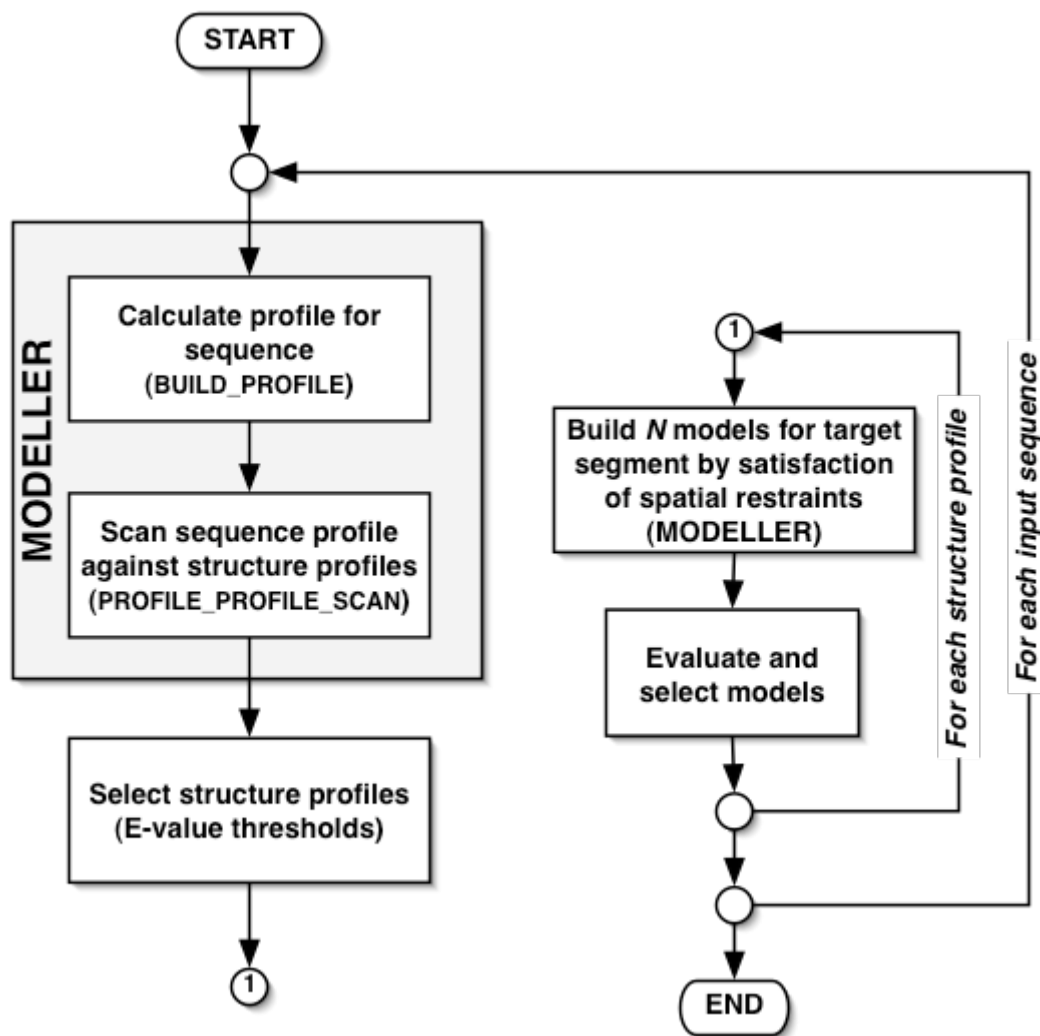 START
MODELLER
Calculate profile for
sequence
(BUILD_PROFILE)
Scan sequence profile
against structure profiles
(PROFILE_PROFILE_SCAN)
Select structure profiles
(E-value thresholds)
1
1
Build N models for target
segment by satisfaction
of spatial restraints
(MODELLER)
Evaluate and
select models
For each structure profile
For each input sequence
END